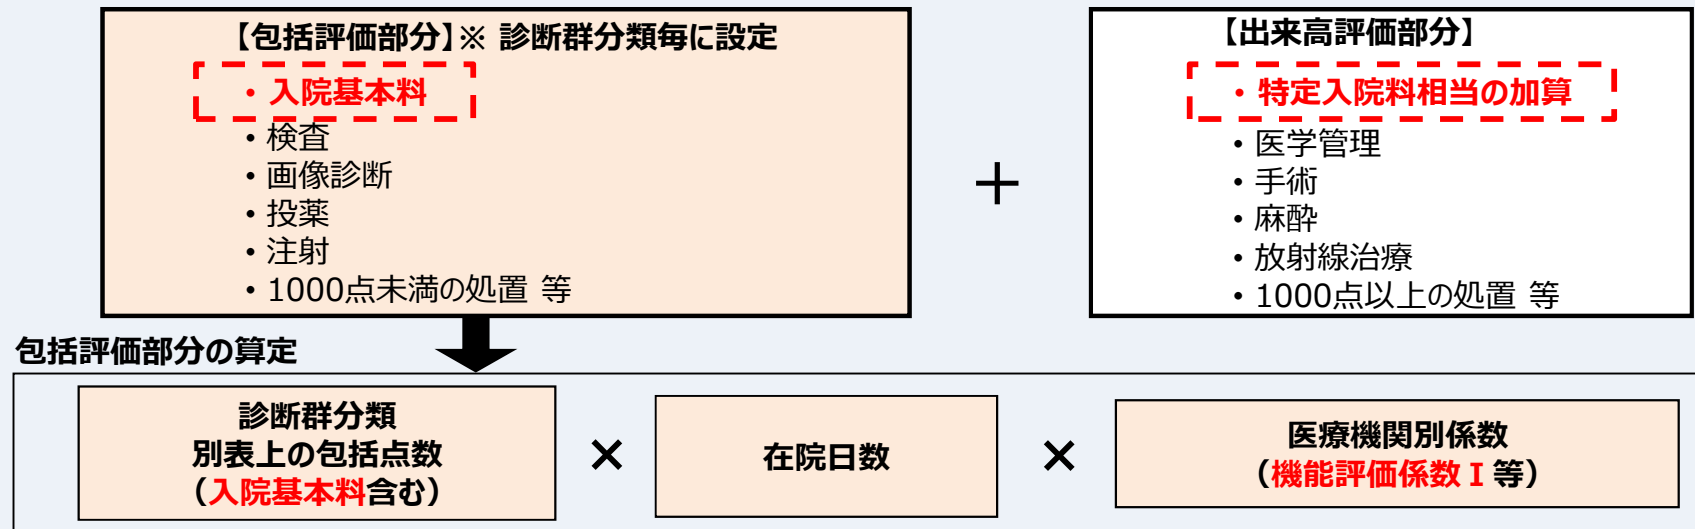 【包括評価部分】※ 診断群分類毎に設定
・入院基本料
・検査
・画像診断
・投薬
・注射
・1000点未満の処置 等
＋
【出来高評価部分】
・特定入院料相当の加算
・医学管理
・手術
・麻酔
・放射線治療
・1000点以上の処置 等
包括評価部分の算定
診断群分類
別表上の包括点数
（入院基本料含む）
×
在院日数
×
医療機関別係数
（機能評価係数Ⅰ等）